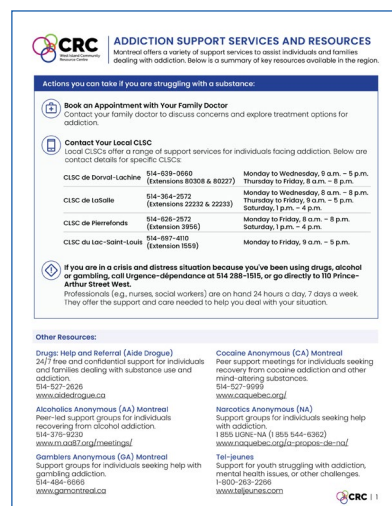 CRC
West Island Community
Resource Centre
ADDICTION SUPPORT SERVICES AND RESOURCES
Montreal offers a variety of support services to assist individuals and families
dealing with addiction. Below is a summary of key resources available in the region.
Actions you can take if you are struggling with a substance:
Book an Appointment with Your Family Doctor
Contact your family doctor to discuss concerns and explore treatment options for
addiction.
Contact Your Local CLSC
Local CLSCs offer a range of support services for individuals facing addiction. Below are
contact details for specific CLSCs:
CLSC de Dorval-Lachine
514-639-0660
(Extensions 80308 & 80227)
Monday to Wednesday, 9 a.m. – 5 p.m.
Thursday to Friday, 8 a.m. – 8 p.m.
CLSC de LaSalle
514-364-2572
(Extensions 22232 & 22233)
Monday to Wednesday, 8 a.m. – 8 p.m.
Thursday to Friday, 9 a.m. – 5 p.m.
Saturday, 1 p.m. – 4 p.m.
CLSC de Pierrefonds
514-626-2572
(Extension 3956)
Monday to Friday, 8 a.m. – 8 p.m.
Saturday, 1 p.m. – 4 p.m.
CLSC du Lac-Saint-Louis
514-697-4110
(Extension 1559)
Monday to Friday, 9 a.m. – 5 p.m.
If you are in a crisis and distress situation because you've been using drugs, alcohol
or gambling, call Urgence-dépendance at 514 288-1515, or go directly to 110 Prince-
Arthur Street West.
Professionals (e.g., nurses, social workers) are on hand 24 hours a day, 7 days a week.
They offer the support and care needed to help you deal with your situation.
Other Resources:
Drugs: Help and Referral (Aide Drogue)
24/7 free and confidential support for individuals
and families dealing with substance use and
addiction.
514-527-2626
www.aidedrogue.ca
Alcoholics Anonymous (AA) Montreal
Peer-led support groups for individuals
recovering from alcohol addiction.
514-376-9230
www.m.aa87.org/meetings/
Gamblers Anonymous (GA) Montreal
Support groups for individuals seeking help with
gambling addiction.
514-484-6666
www.gamontreal.ca
Cocaine Anonymous (CA) Montreal
Peer support meetings for individuals seeking
recovery from cocaine addiction and other
mind-altering substances.
514-527-9999
www.caquebec.org/
Narcotics Anonymous (NA)
Support groups for individuals seeking help
with addiction.
1 855 LIGNE-NA (1 855 544-6362)
www.naquebec.org/a-propos-de-na/
Tel-jeunes
Support for youth struggling with addiction,
mental health issues, or other challenges.
1-800-263-2266
www.teljeunes.com
CRC | 1